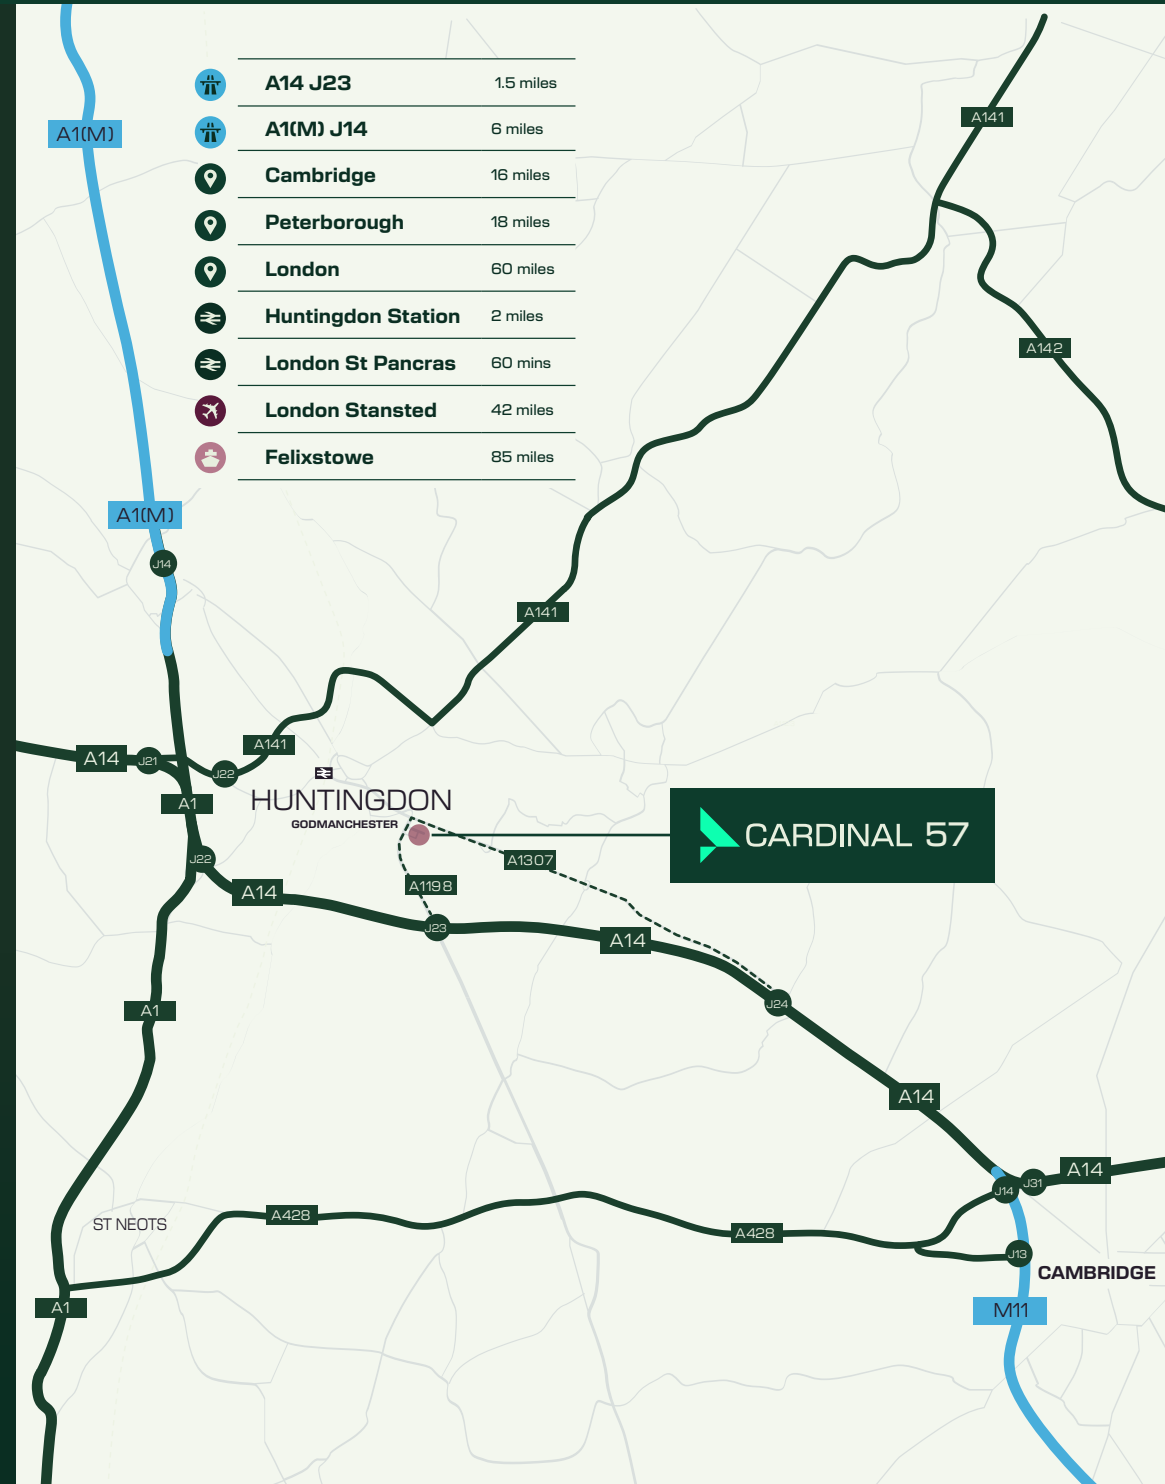 A1(M)
A14 J23 1.5 miles
A1(M) J14 6 miles
Cambridge 16 miles
Peterborough 18 miles
London 60 miles
Huntingdon Station 2 miles
London St Pancras 60 mins
London Stansted 42 miles
Felixstowe 85 miles
A141
A142
A1(M)
J14
A141
A141
A14
J21
J22
A1
HUNTINGDON
GODMANCHESTER
CARDINAL 57
J22
A14
A1307
A1198
J23
A14
J24
A1
A14
A14
J31
J14
ST NEOTS
A428
A428
J13
CAMBRIDGE
A1
M11